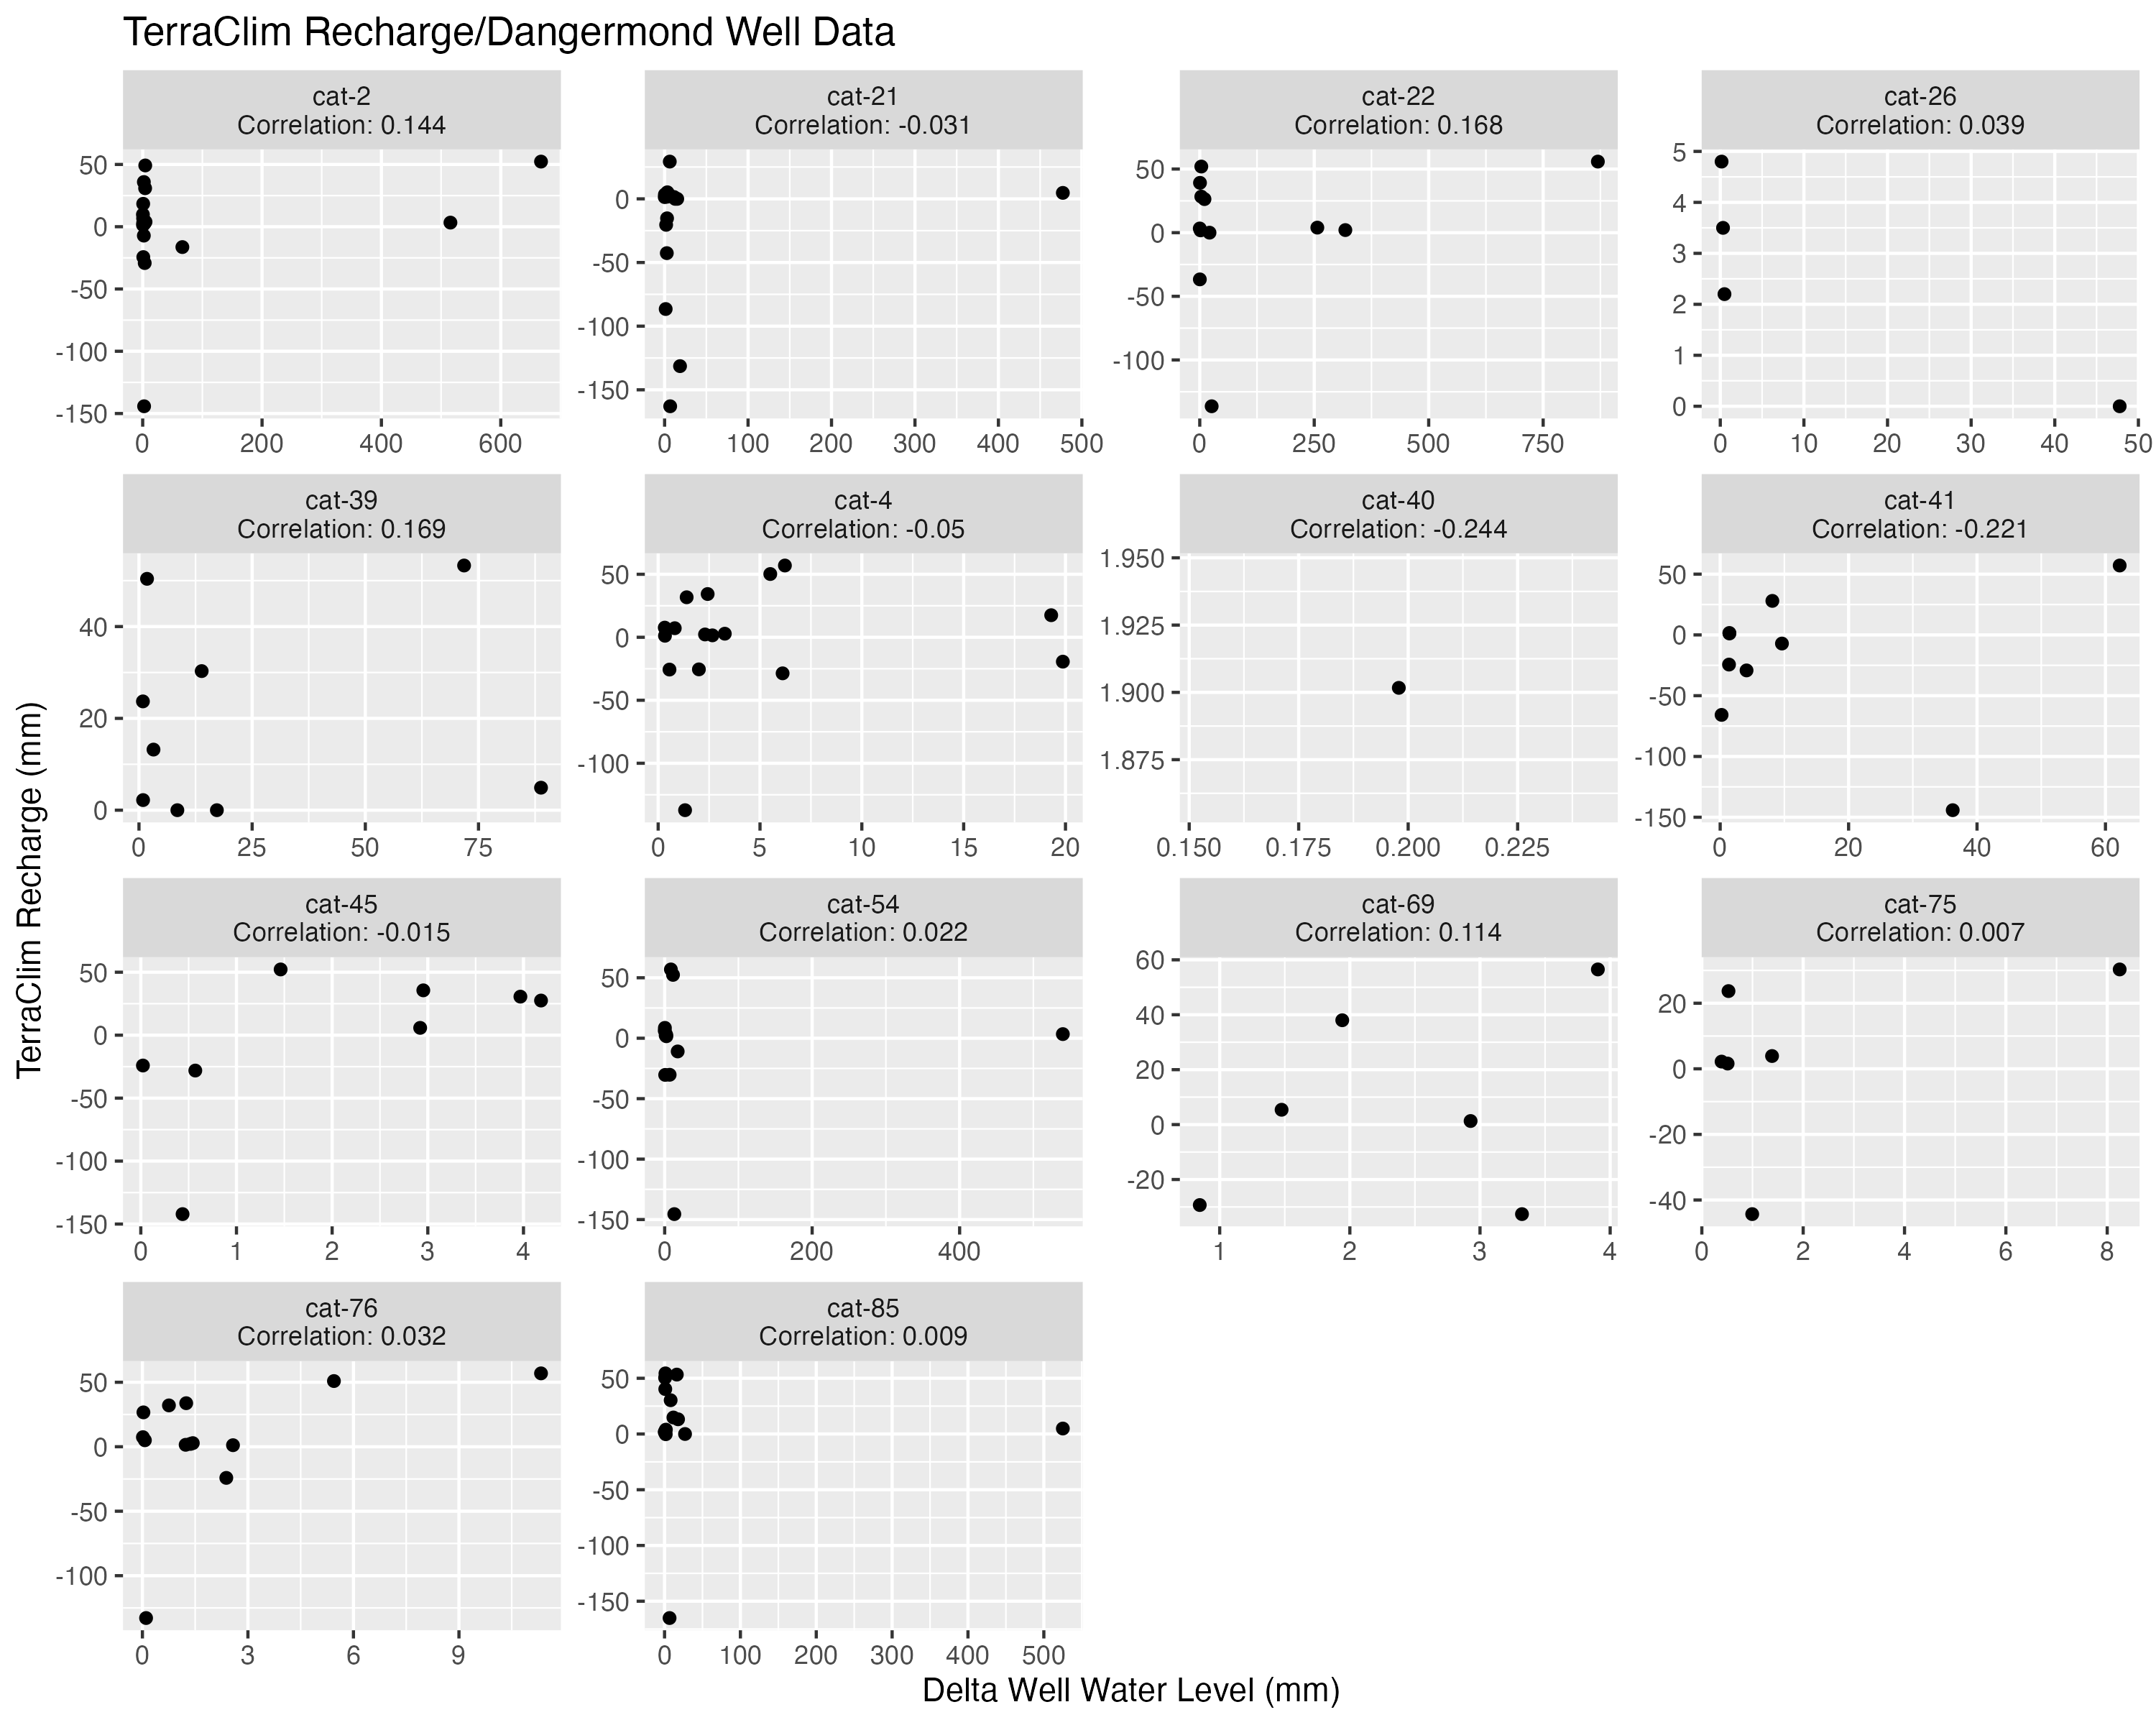 TerraClim Recharge/Dangermond Well Data
cat-2
Correlation: 0.144
cat-21
Correlation: -0.031
cat-22
Correlation: 0.168
cat-26
Correlation: 0.039
50
0
-50
-100
-150
0 200 400 600
0
-50
-100
-150
0 100 200 300 400 500
50
0
-50
-100
0 250 500 750
5
4
3
2
1
0
0 10 20 30 40 50
cat-39
Correlation: 0.169
cat-4
Correlation: -0.05
cat-40
Correlation: -0.244
cat-41
Correlation: -0.221
40
20
0
0 25 50 75
50
0
-50
-100
0 5 10 15 20
1.950
1.925
1.900
1.875
0.150 0.175 0.200 0.225
50
0
-50
-100
-150
0 20 40 60
cat-45
Correlation: -0.015
cat-54
Correlation: 0.022
cat-69
Correlation: 0.114
cat-75
Correlation: 0.007
50
0
-50
-100
-150
0 1 2 3 4
50
0
-50
-100
-150
0 200 400
60
40
20
0
-20
1 2 3 4
20
0
-20
-40
0 2 4 6 8
cat-76
Correlation: 0.032
cat-85
Correlation: 0.009
50
0
-50
-100
0 3 6 9
50
0
-50
-100
-150
0 100 200 300 400 500
TerraClim Recharge (mm)
Delta Well Water Level (mm)